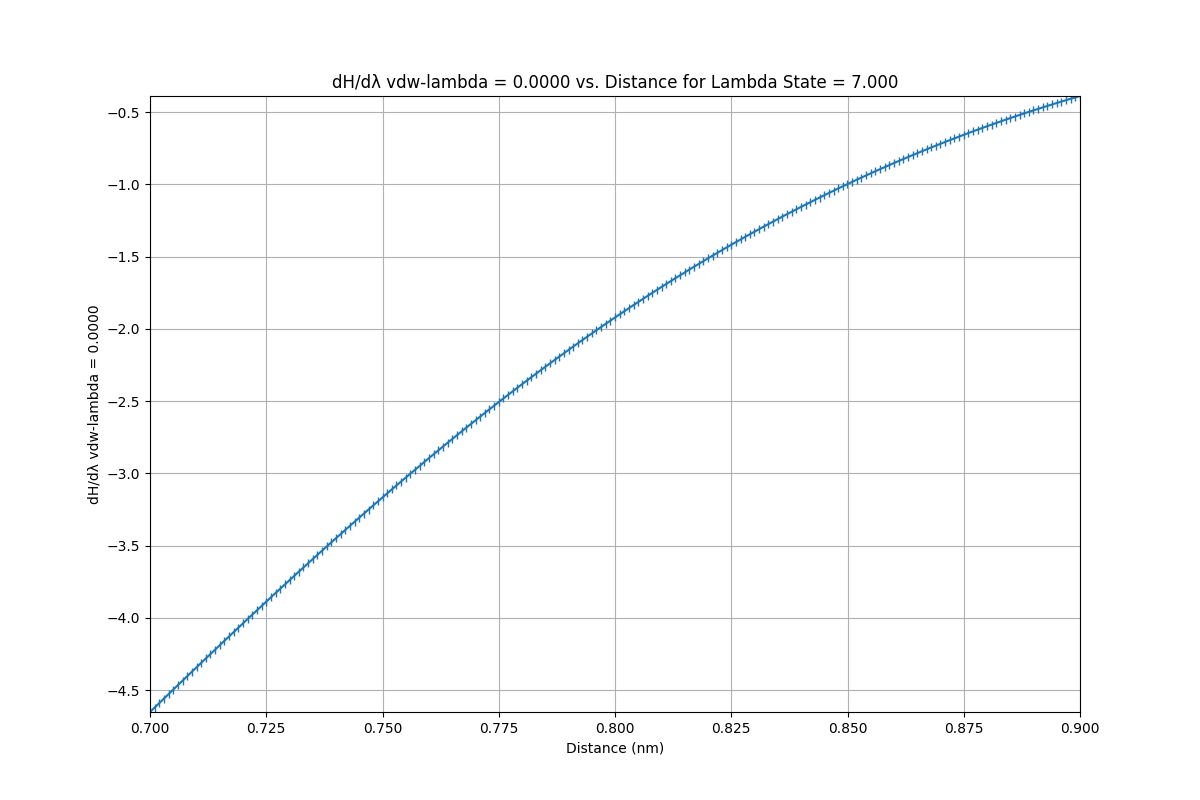 dH/dλ vdw-lambda = 0.0000 vs. Distance for Lambda State = 7.000
dH/dλ vdw-lambda = 0.0000
−0.5
−1.0
−1.5
−2.0
−2.5
−3.0
−3.5
−4.0
−4.5
0.700 0.725 0.750 0.775 0.800 0.825 0.850 0.875 0.900
Distance (nm)